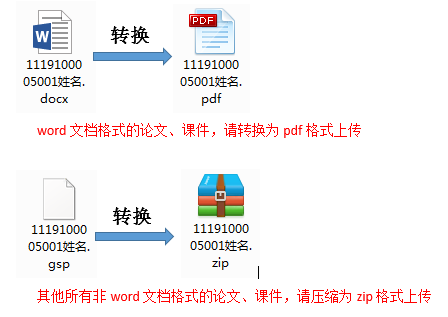 W
转换
PDF
11191000
05001姓名.
docx
11191000
05001姓名.
pdf
word 文档格式的论文、课件，请转换为 pdf 格式上传
转换
11191000
05001姓名.
gsp
11191000
05001姓名.
zip
其他所有非 word 文档格式的论文、课件，请压缩为 zip 格式上传